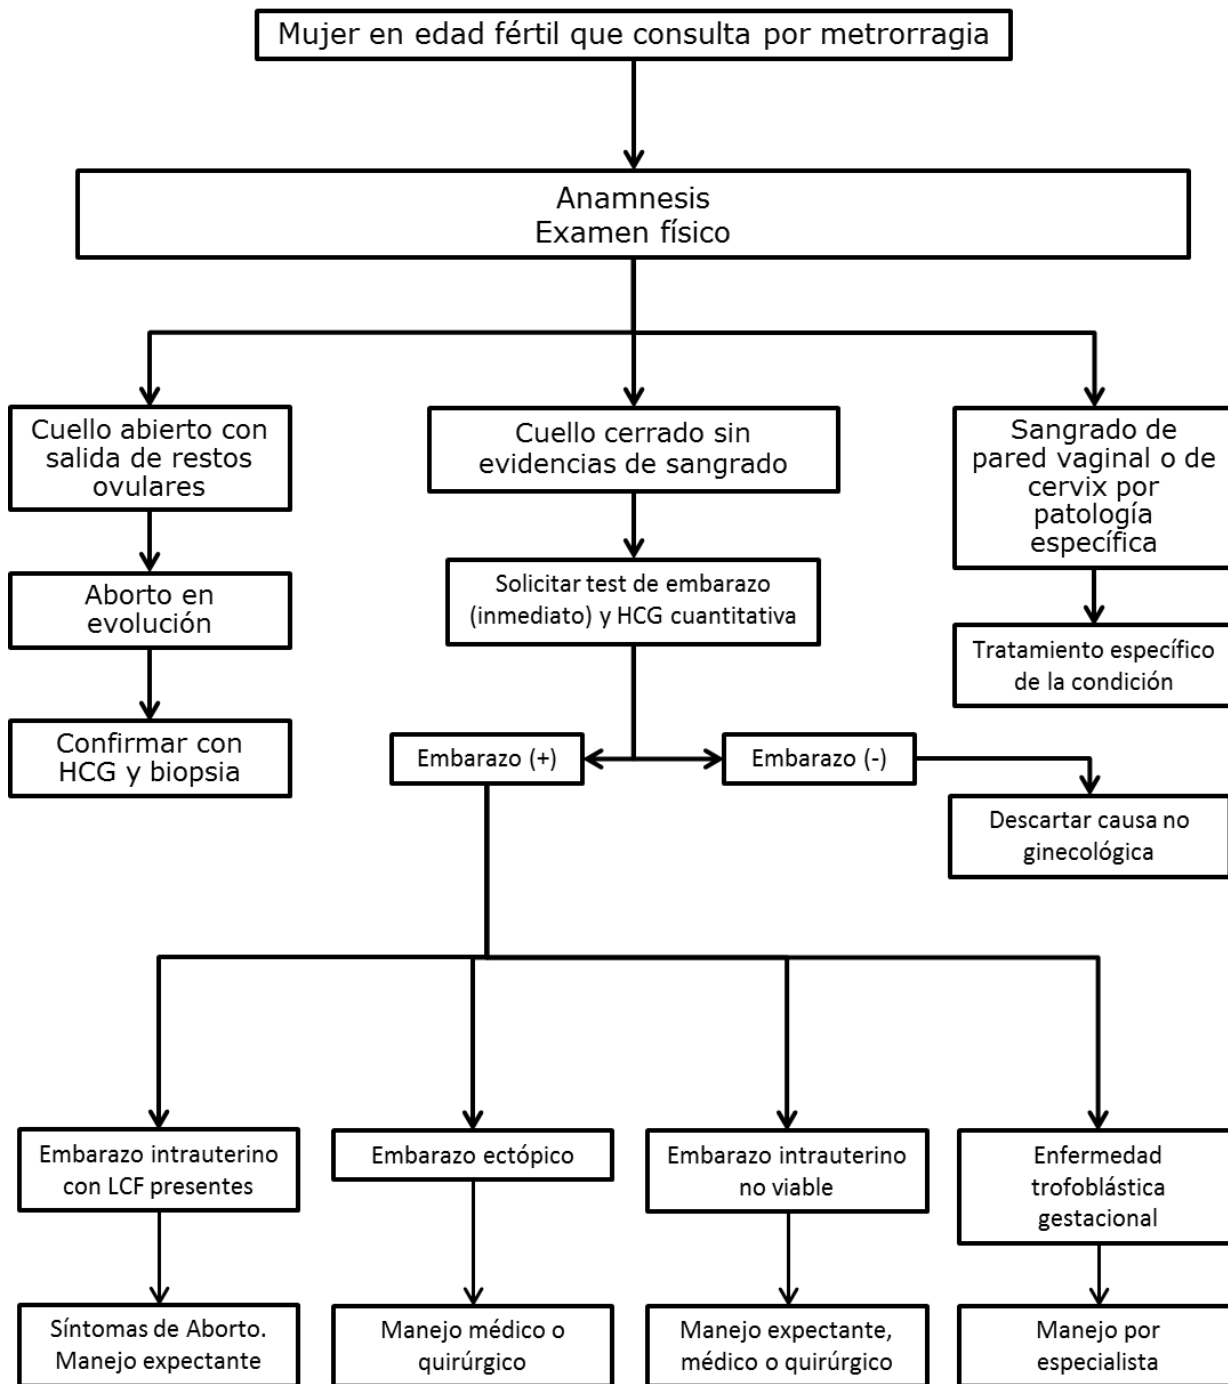 Mujer en edad fértil que consulta por metrorragia
Anamnesis
Examen físico
Cuello abierto con
salida de restos
ovulares
Cuello cerrado sin
evidencias de sangrado
Sangrado de
pared vaginal o de
cervix por
patología
específica
Aborto en
evolución
Solicitar test de embarazo
(inmediato) y HCG cuantitativa
Tratamiento específico
de la condición
Confirmar con
HCG y biopsia
Embarazo (+)
Embarazo (-)
Descartar causa no
ginecológica
Embarazo intrauterino
con LCF presentes
Embarazo ectópico
Embarazo intrauterino
no viable
Enfermedad
trofoblástica
gestacional
Síntomas de Aborto.
Manejo expectante
Manejo médico o
quirúrgico
Manejo expectante,
médico o quirúrgico
Manejo por
especialista